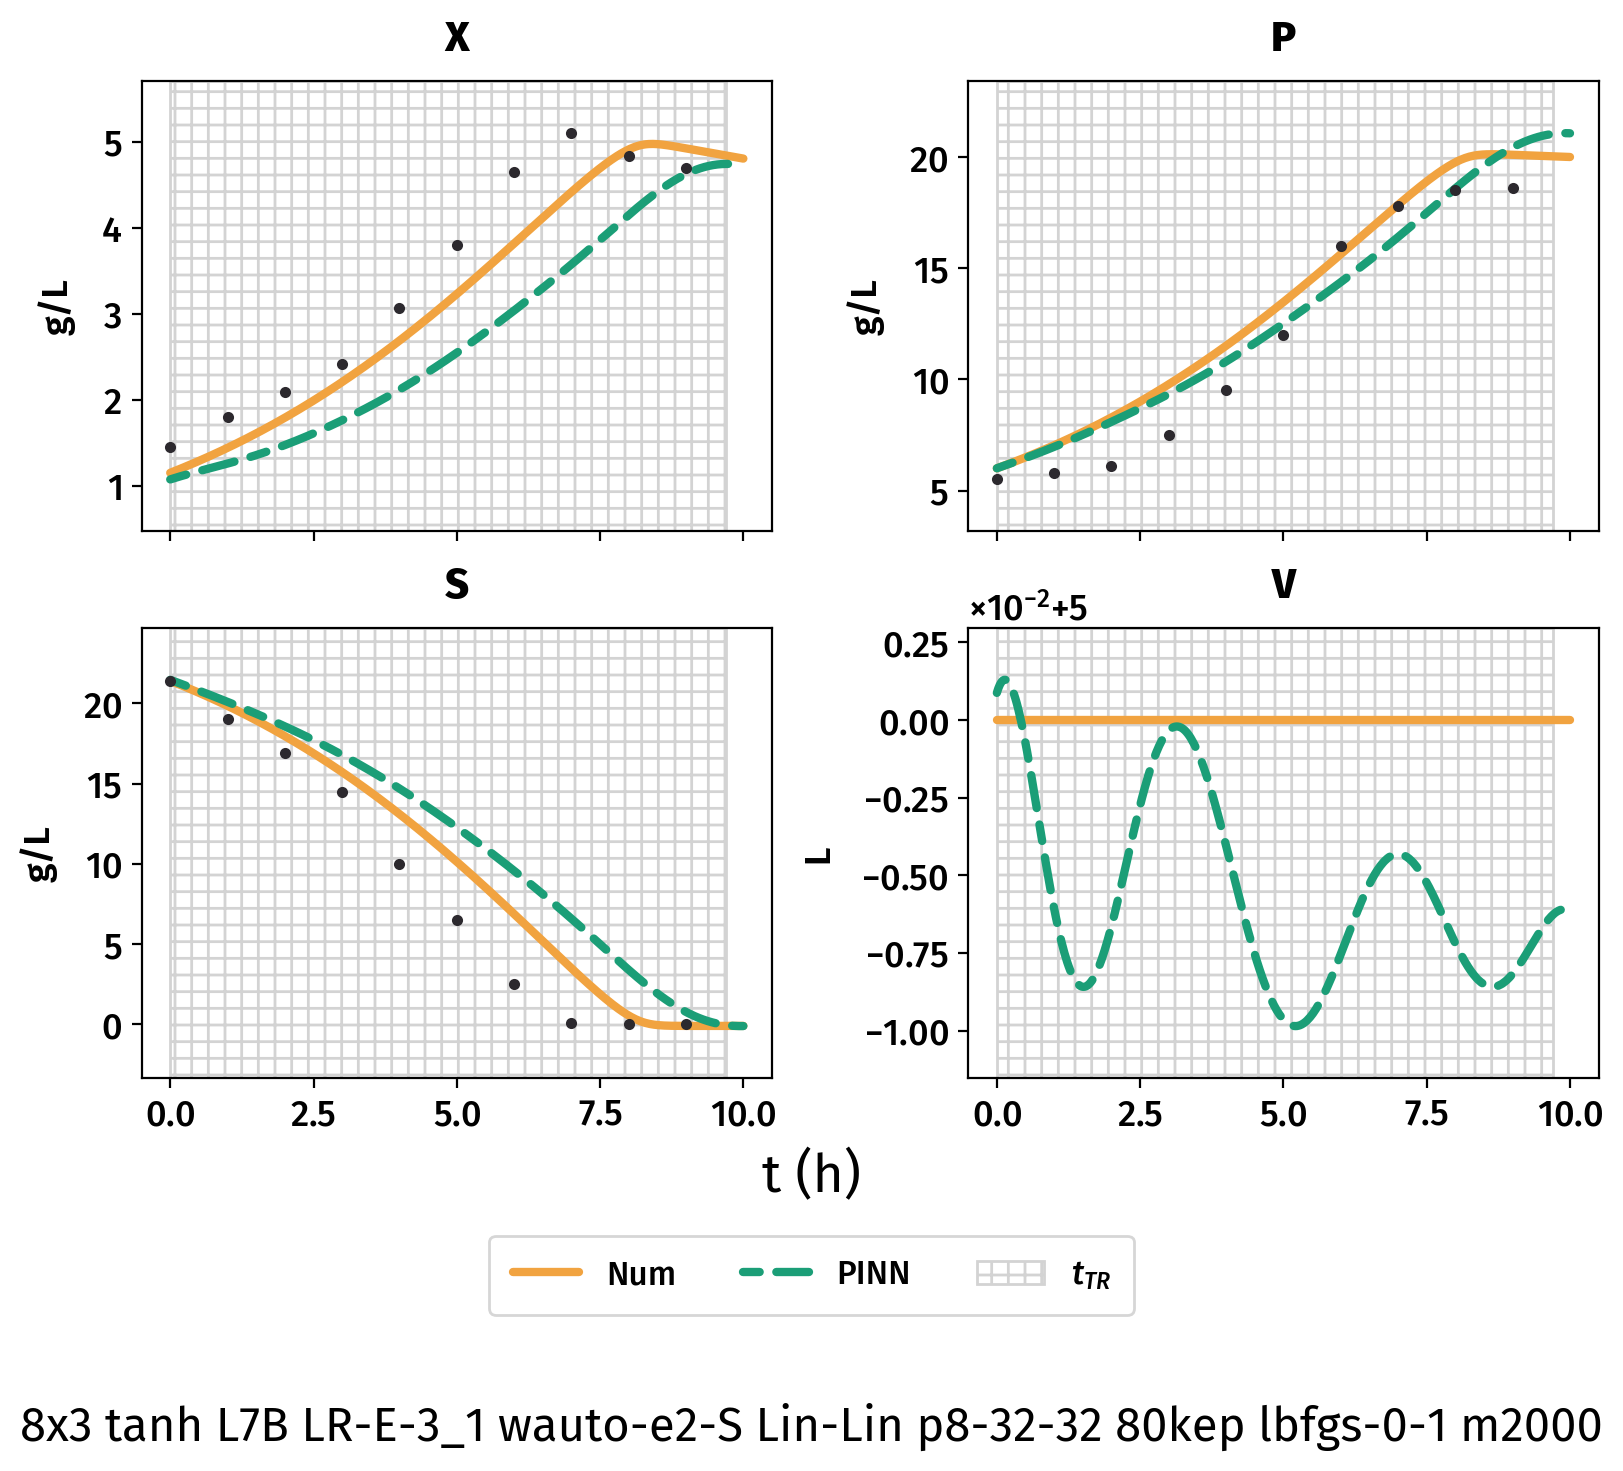 X
P
g/L
5
4
3
2
1
g/L
20
15
10
5
S
V
×10⁻²+5
g/L
20
15
10
5
0
L
0.25
0.00
−0.25
−0.50
−0.75
−1.00
0.0 2.5 5.0 7.5 10.0
0.0 2.5 5.0 7.5 10.0
t (h)
Num PINN t_TR
8x3 tanh L7B LR-E-3_1 wauto-e2-S Lin-Lin p8-32-32 80kep lbfgs-0-1 m2000